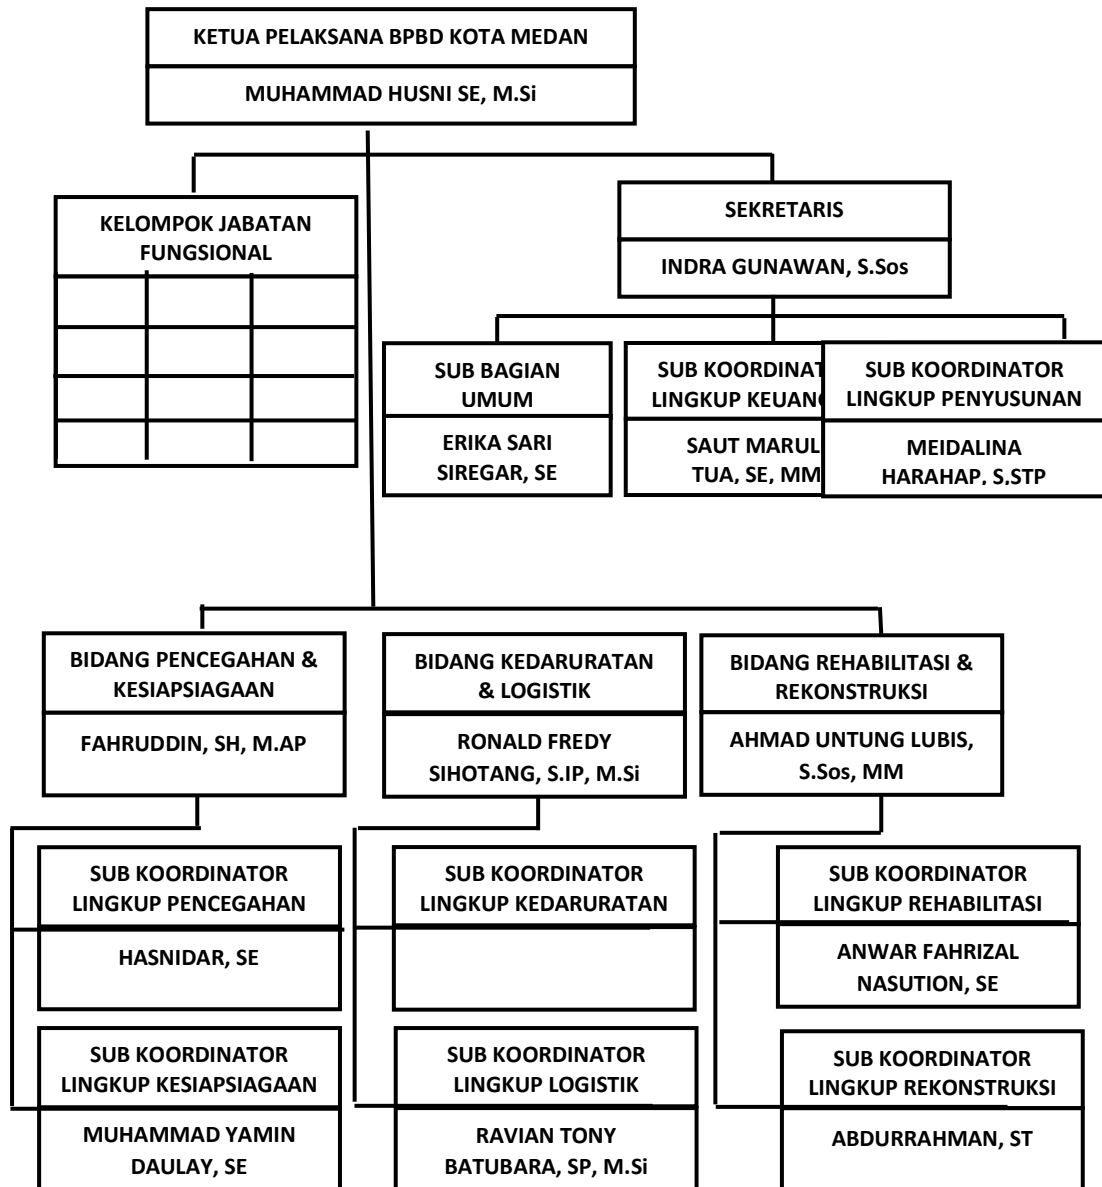 KETUA PELAKSANA BPBD KOTA MEDAN
MUHAMMAD HUSNI SE, M.Si
KELOMPOK JABATAN
FUNGSIONAL
SEKRETARIS
INDRA GUNAWAN, S.Sos
SUB BAGIAN
UMUM
ERIKA SARI
SIREGAR, SE
SUB KOORDINAT
LINGKUP KEUANG
SAUT MARUL
TUA, SE, MM
SUB KOORDINATOR
LINGKUP PENYUSUNAN
MEIDALINA
HARAHAP, S,STP
BIDANG PENCEGAHAN &
KESIAPSIAGAAN
FAHRUDDIN, SH, M.AP
BIDANG KEDARURATAN
& LOGISTIK
RONALD FREDY
SIHOTANG, S.IP, M.Si
BIDANG REHABILITASI &
REKONSTRUKSI
AHMAD UNTUNG LUBIS,
S.Sos, MM
SUB KOORDINATOR
LINGKUP PENCEGAHAN
HASNIDAR, SE
SUB KOORDINATOR
LINGKUP KEDARURATAN
SUB KOORDINATOR
LINGKUP REHABILITASI
ANWAR FAHRIZAL
NASUTION, SE
SUB KOORDINATOR
LINGKUP KESIAPSIAGAAN
MUHAMMAD YAMIN
DAULAY, SE
SUB KOORDINATOR
LINGKUP LOGISTIK
RAVIAN TONY
BATUBARA, SP, M.Si
SUB KOORDINATOR
LINGKUP REKONSTRUKSI
ABDURRAHMAN, ST